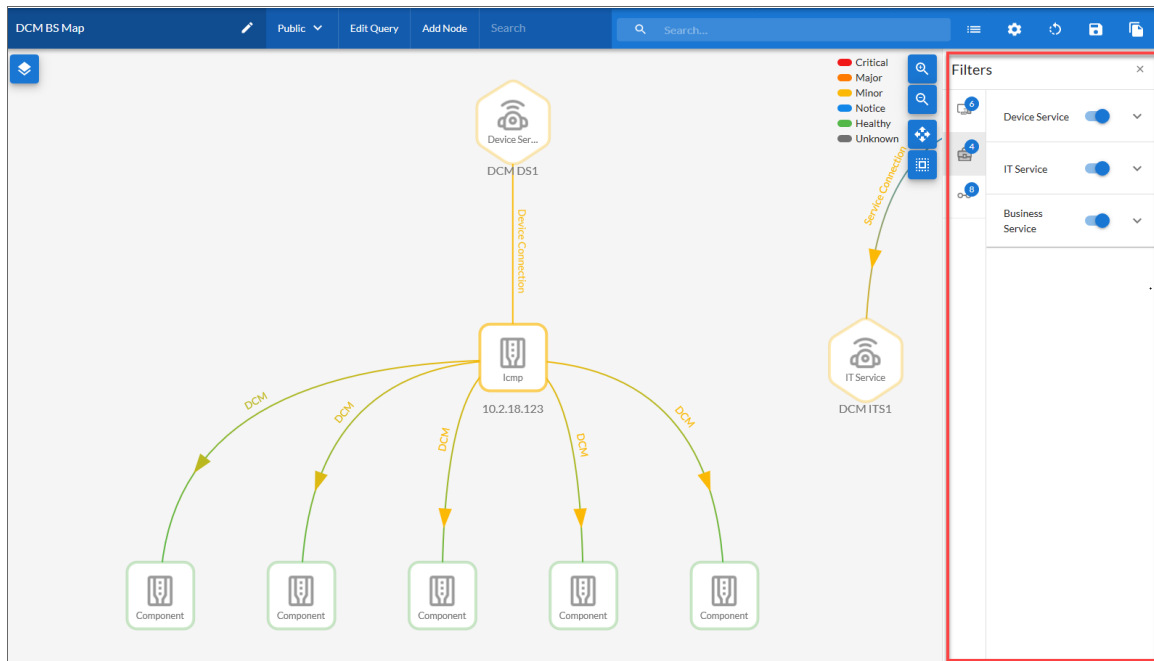 DCM BS Map
Public
Edit Query
Add Node
Search
Search...
Critical
Major
Minor
Notice
Healthy
Unknown
Filters
6
Device Service
4
IT Service
8
Business
Service
Device Ser...
DCM DS1
Device Connection
Service Connection
Icmp
10.2.18.123
IT Service
DCM ITS1
DCM
DCM
DCM
DCM
DCM
Component
Component
Component
Component
Component